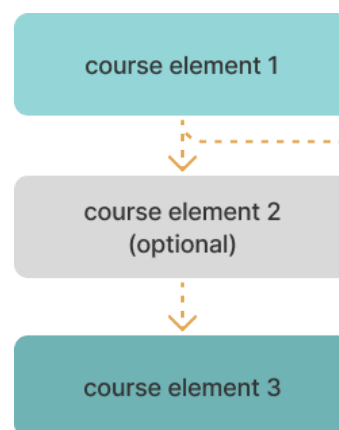 course element 1
course element 2
(optional)
course element 3